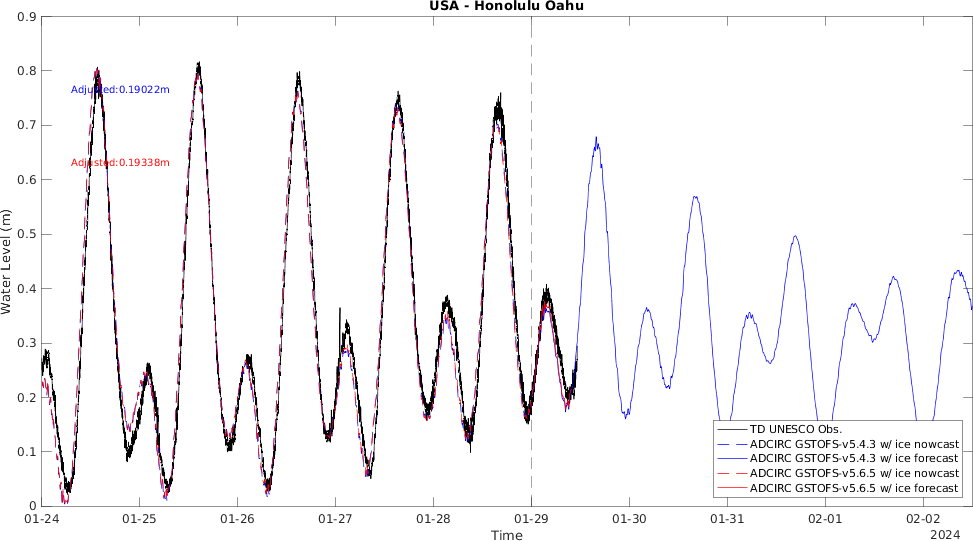 USA - Honolulu Oahu
0.9
0.8
Adjusted:0.19022m
0.7
Adjusted:0.19338m
0.6
0.5
0.4
0.3
0.2
0.1
0
Water Level (m)
TD UNESCO Obs.
ADCIRC GSTOFS-v5.4.3 w/ ice nowcast
ADCIRC GSTOFS-v5.4.3 w/ ice forecast
ADCIRC GSTOFS-v5.6.5 w/ ice nowcast
ADCIRC GSTOFS-v5.6.5 w/ ice forecast
01-24 01-25 01-26 01-27 01-28 01-29 01-30 01-31 02-01 02-02
Time
2024